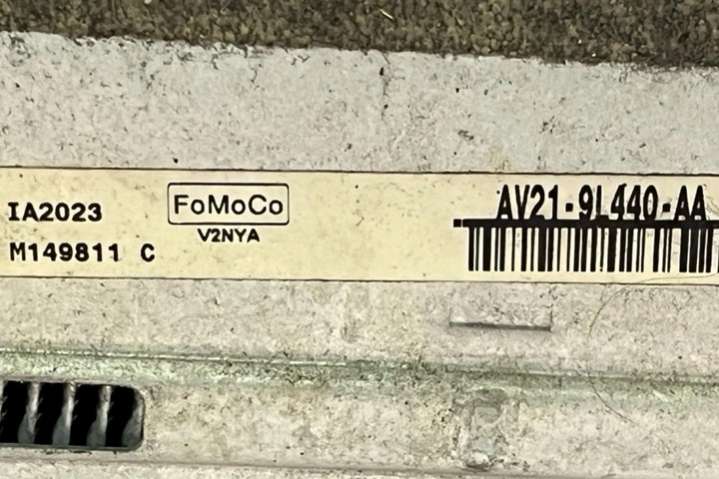 IA2023
M149811 C
FoMoCo
V2NYA
AV21-9L440-AA